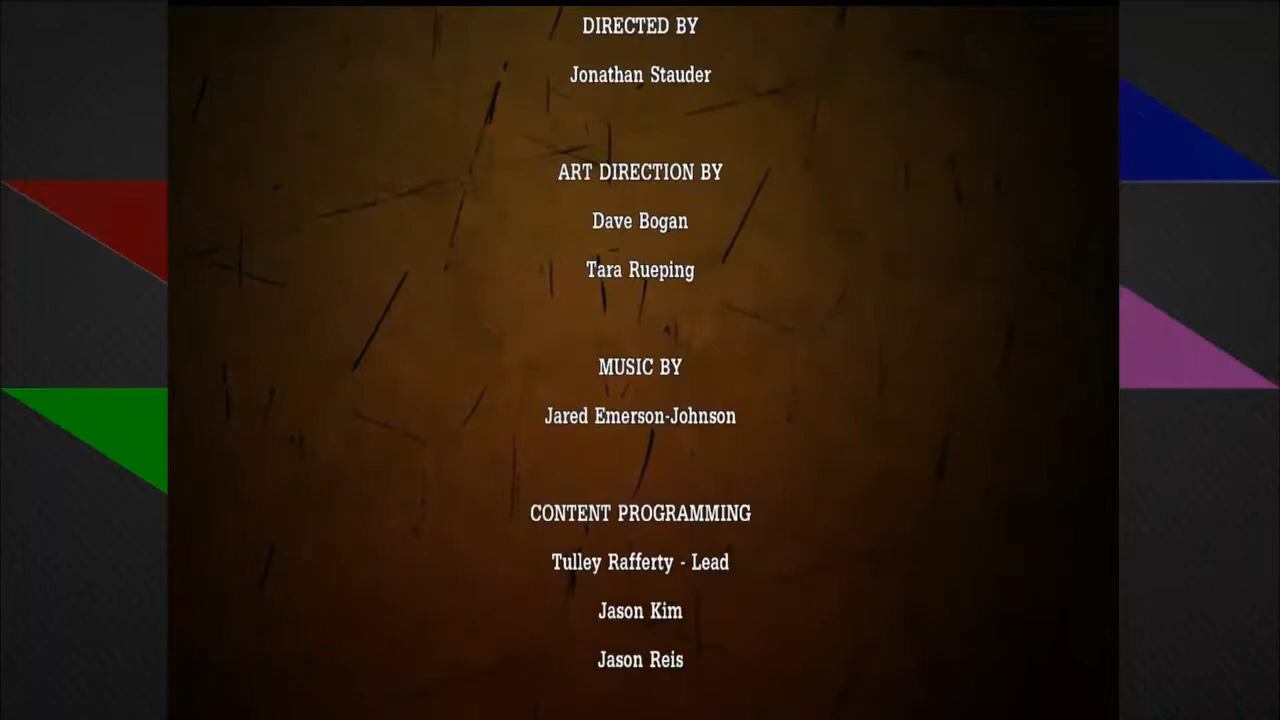 DIRECTED BY
Jonathan Stauder
ART DIRECTION BY
Dave Bogan
Tara Rueping
MUSIC BY
Jared Emerson-Johnson
CONTENT PROGRAMMING
Tulley Rafferty - Lead
Jason Kim
Jason Reis